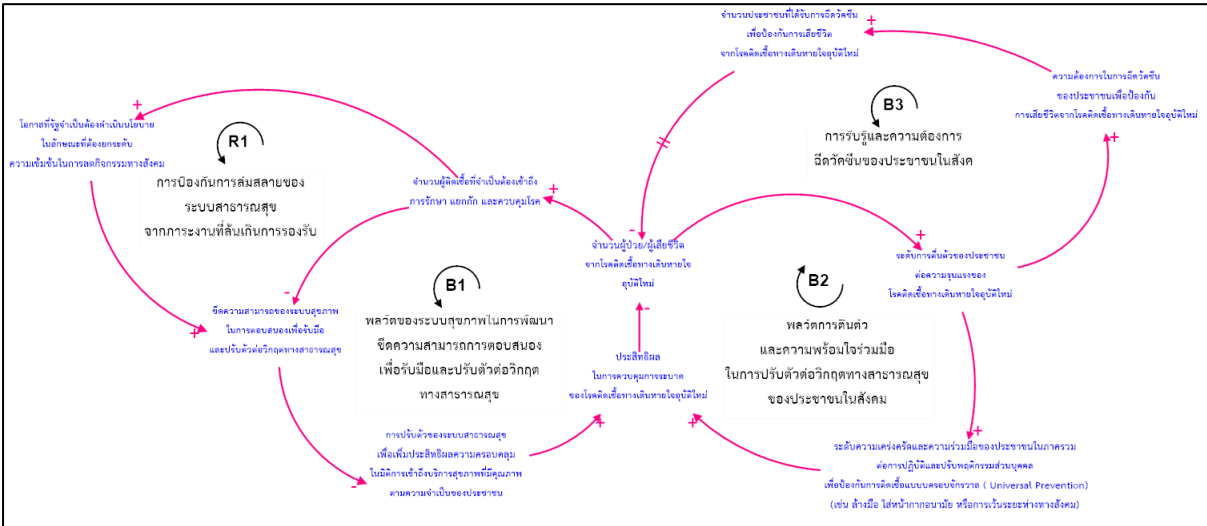 จำนวนประชาชนที่ได้รับการฉีดวัคซีน
เพื่อป้องกันการเสียชีวิต
จากโรคติดเชื้อทางเดินหายใจอุบัติใหม่
+
ความต้องการในการฉีดวัคซีน
ของประชาชนเพื่อป้องกัน
การเสียชีวิตจากโรคติดเชื้อทางเดินหายใจอุบัติใหม่
+
B3
การรับรู้และความต้องการ
ฉีดวัคซีนของประชาชนในสังค
+
โอกาสที่รัฐจำเป็นต้องดำเนินนโยบาย
ในลักษณะที่ต้องยกระดับ
ความเข้มข้นในการลดกิจกรรมทางสังคม
R1
การป้องกันการล่มสลายของ
ระบบสาธารณสุข
จากภาระงานที่ล้นเกินการรองรับ
จำนวนผู้ติดเชื้อที่จำเป็นต้องเข้าถึง
การรักษา แยกกัก และควบคุมโรค
+
-
จำนวนผู้ป่วย/ผู้เสียชีวิต
จากโรคติดเชื้อทางเดินหายใจ
อุบัติใหม่
-
+
ระดับการตื่นตัวของประชาชน
ต่อความรุนแรงของ
โรคติดเชื้อทางเดินหายใจอุบัติใหม่
-
+
ขีดความสามารถของระบบสุขภาพ
ในการตอบสนองเพื่อรับมือ
และปรับตัวต่อวิกฤตทางสาธารณสุข
B1
พลวัตของระบบสุขภาพในการพัฒนา
ขีดความสามารถการตอบสนอง
เพื่อรับมือและปรับตัวต่อวิกฤต
ทางสาธารณสุข
ประสิทธิผล
ในการควบคุมการระบาด
ของโรคติดเชื้อทางเดินหายใจอุบัติใหม่
+
+
B2
พลวัตการตื่นตัว
และความพร้อมใจร่วมมือ
ในการปรับตัวต่อวิกฤตทางสาธารณสุข
ของประชาชนในสังคม
การปรับตัวของระบบสาธารณสุข
เพื่อเพิ่มประสิทธิผลความครอบคลุม
ในมิติการเข้าถึงบริการสุขภาพที่มีคุณภาพ
ตามความจำเป็นของประชาชน
-
+
ระดับความเคร่งครัดและความร่วมมือของประชาชนในภาครวม
ต่อการปฏิบัติและปรับพฤติกรรมส่วนบุคคล
เพื่อป้องกันการติดเชื้อแบบครอบจักรวาล ( Universal Prevention)
(เช่น ล้างมือ ใส่หน้ากากอนามัย หรือการเว้นระยะห่างทางสังคม)